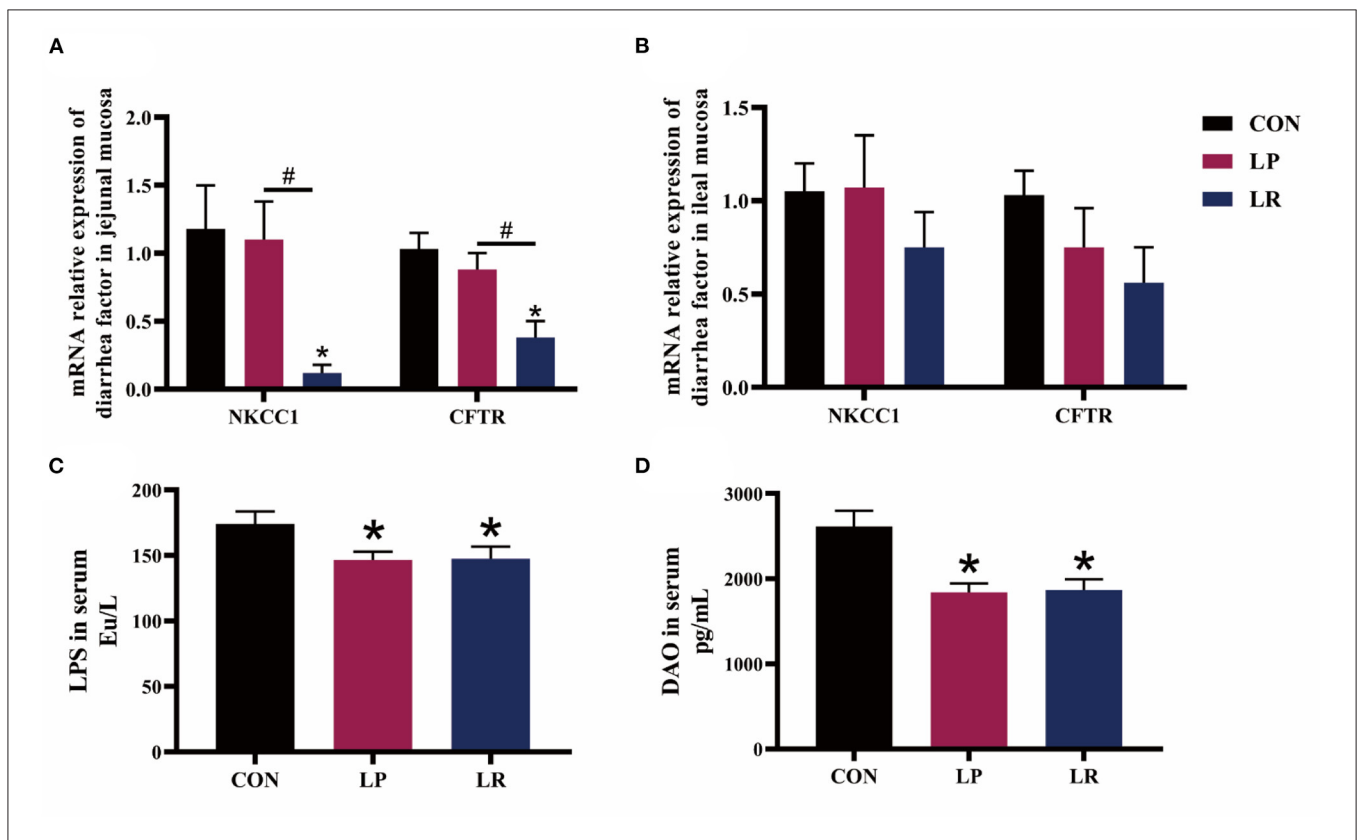 A
mRNA relative expression of
diarrhea factor in jejunal mucosa
2.0
1.5
1.0
0.5
0.0
#
#
*
*
NKCC1
CFTR
B
mRNA relative expression of
diarrhea factor in ileal mucosa
1.5
1.0
0.5
0.0
NKCC1
CFTR
CON
LP
LR
C
LPS in serum
Eu/L
200
150
100
50
0
*
*
CON
LP
LR
D
DAO in serum
pg/mL
3000
2000
1000
0
*
*
CON
LP
LR